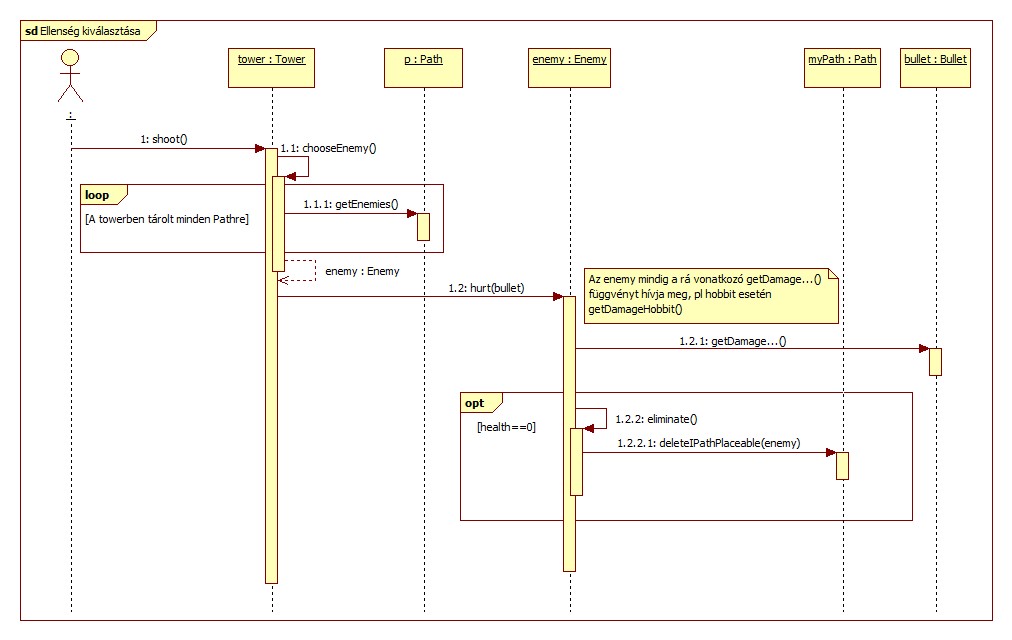 sd Ellenség kiválasztása
tower : Tower
p : Path
enemy : Enemy
myPath : Path
bullet : Bullet
:
1: shoot()
1.1: chooseEnemy()
loop
1.1.1: getEnemies()
[A towerben tárolt minden Pathre]
enemy : Enemy
Az enemy mindig a rá vonatkozó getDamage...()
függvényt hívja meg, pl hobbit esetén
getDamageHobbit()
1.2: hurt(bullet)
1.2.1: getDamage...()
opt
1.2.2: eliminate()
[health==0]
1.2.2.1: deleteIPathPlaceable(enemy)